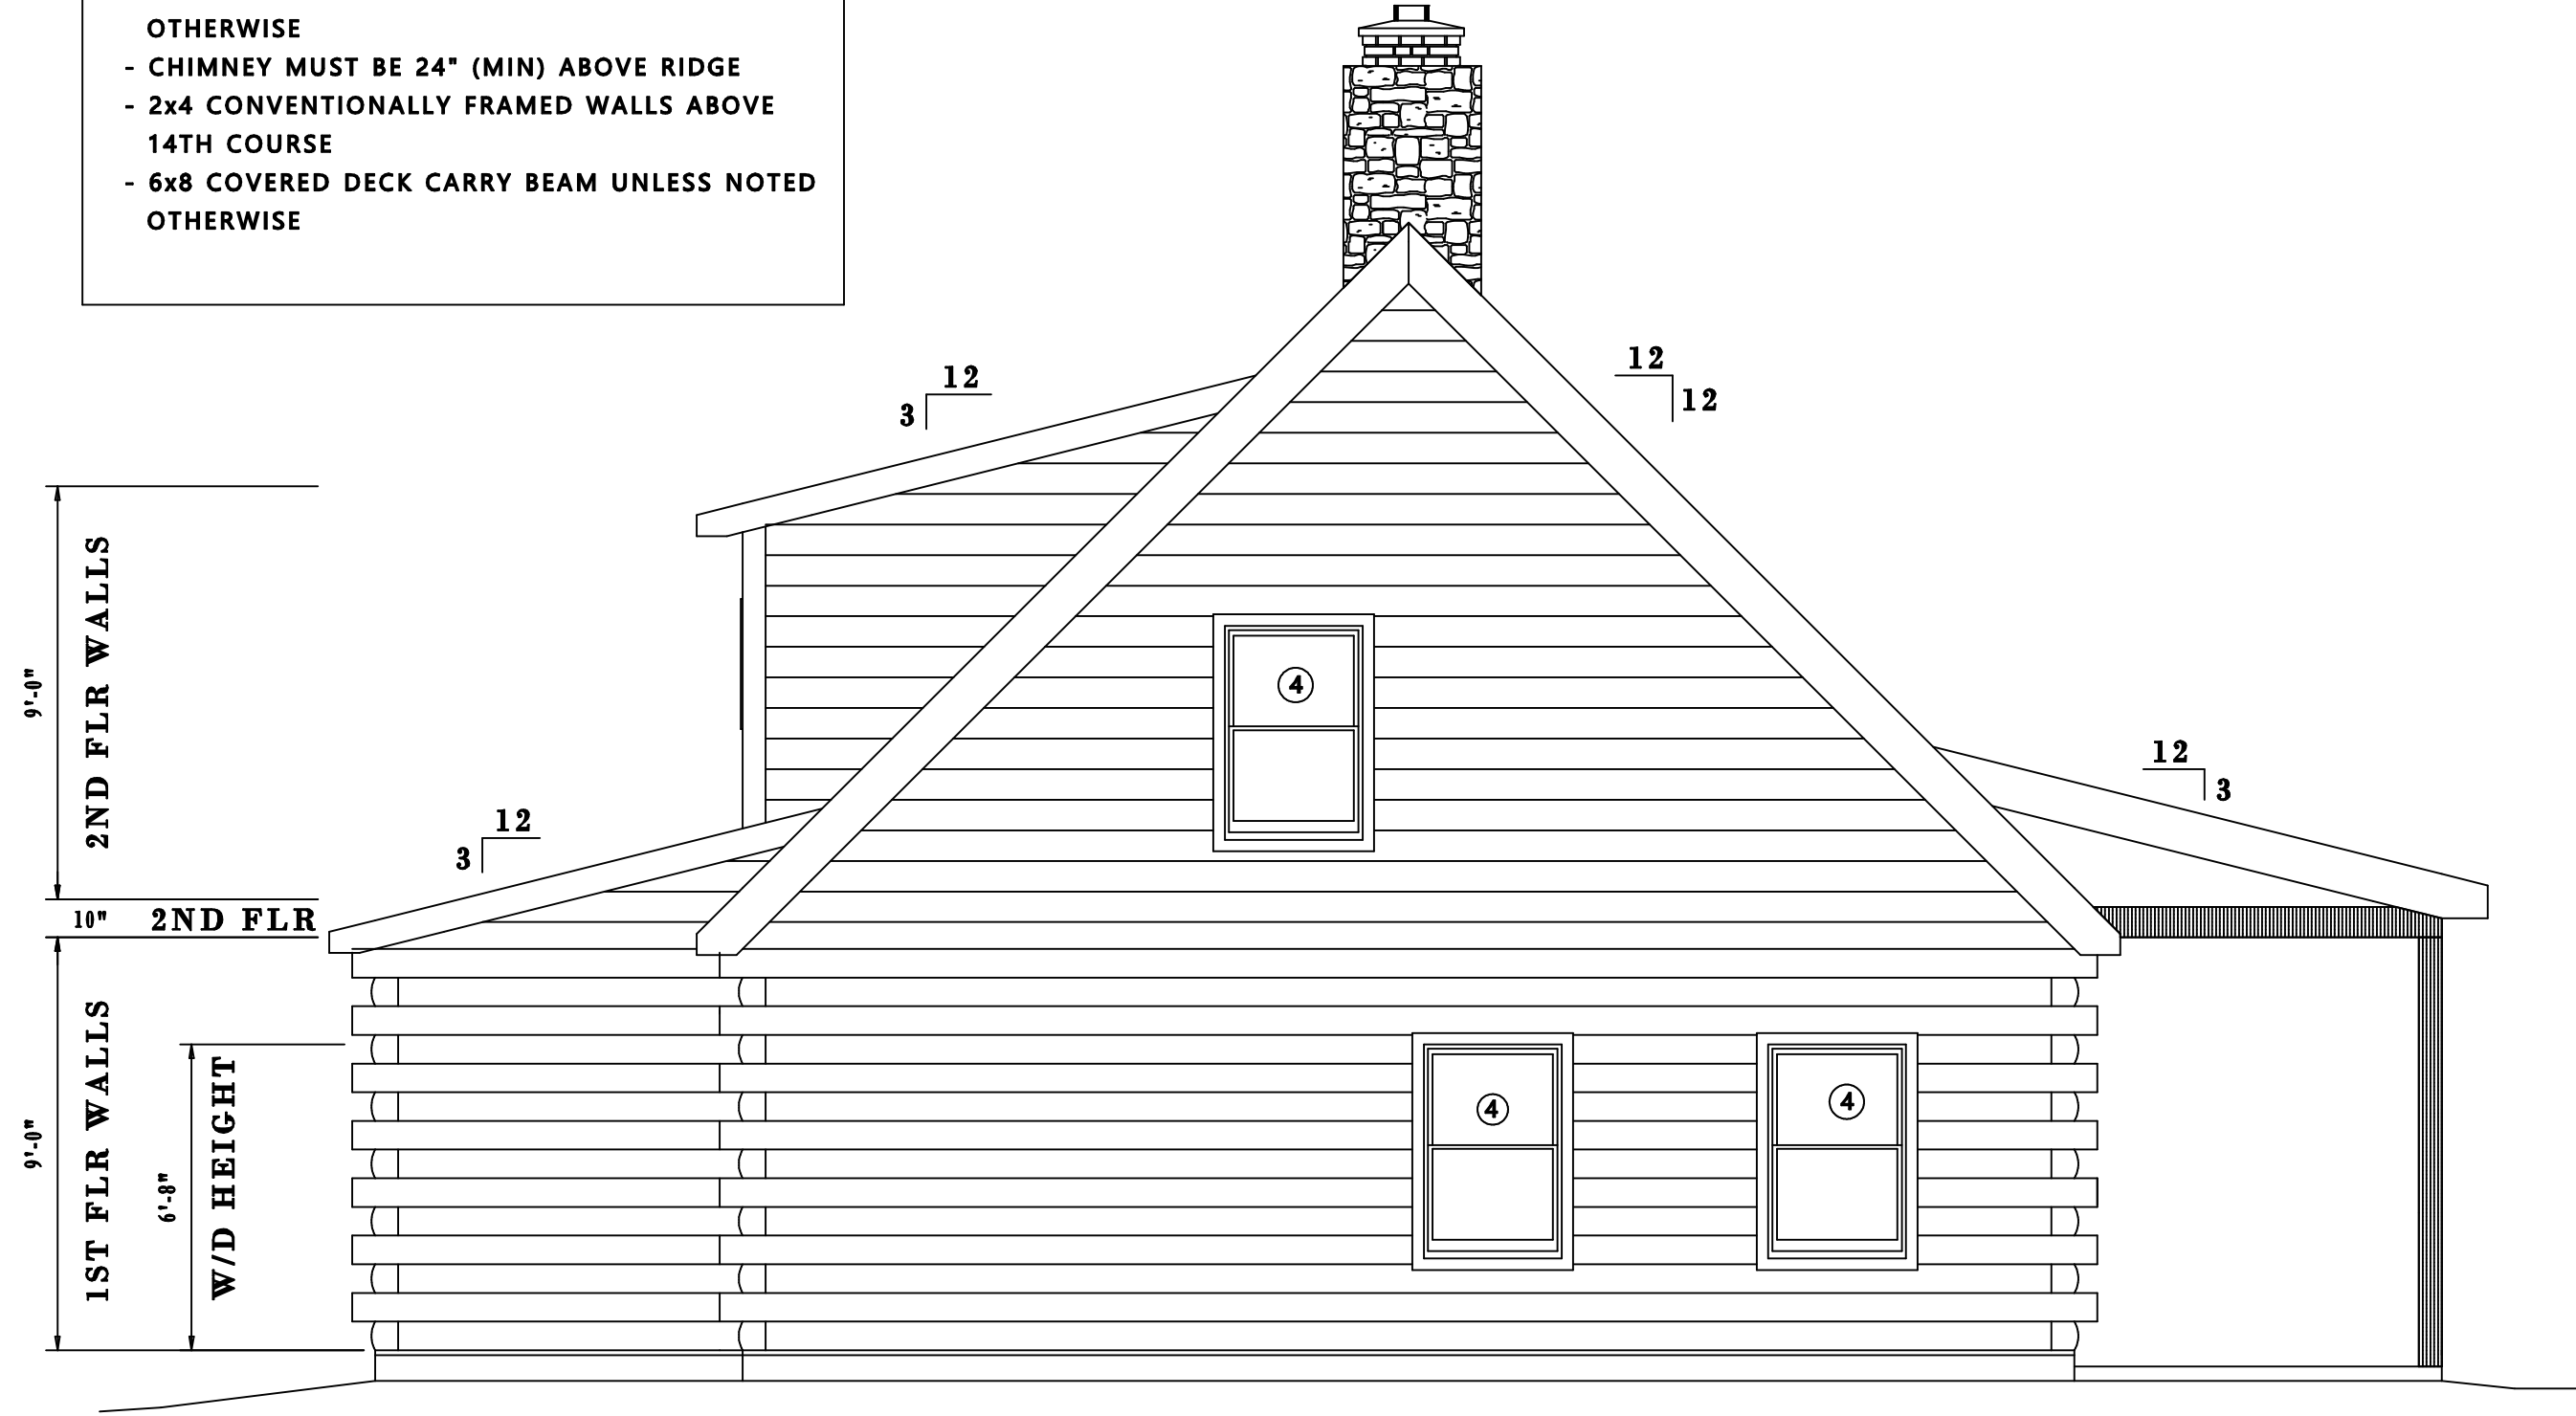 OTHERWISE
- CHIMNEY MUST BE 24" (MIN) ABOVE RIDGE
- 2x4 CONVENTIONALLY FRAMED WALLS ABOVE
14TH COURSE
- 6x8 COVERED DECK CARRY BEAM UNLESS NOTED
OTHERWISE
12
3
12
12
9'-0"
2ND FLR WALLS
4
12
3
12
3
10"
2ND FLR
9'-0"
1ST FLR WALLS
6'-8"
W/D HEIGHT
4
4